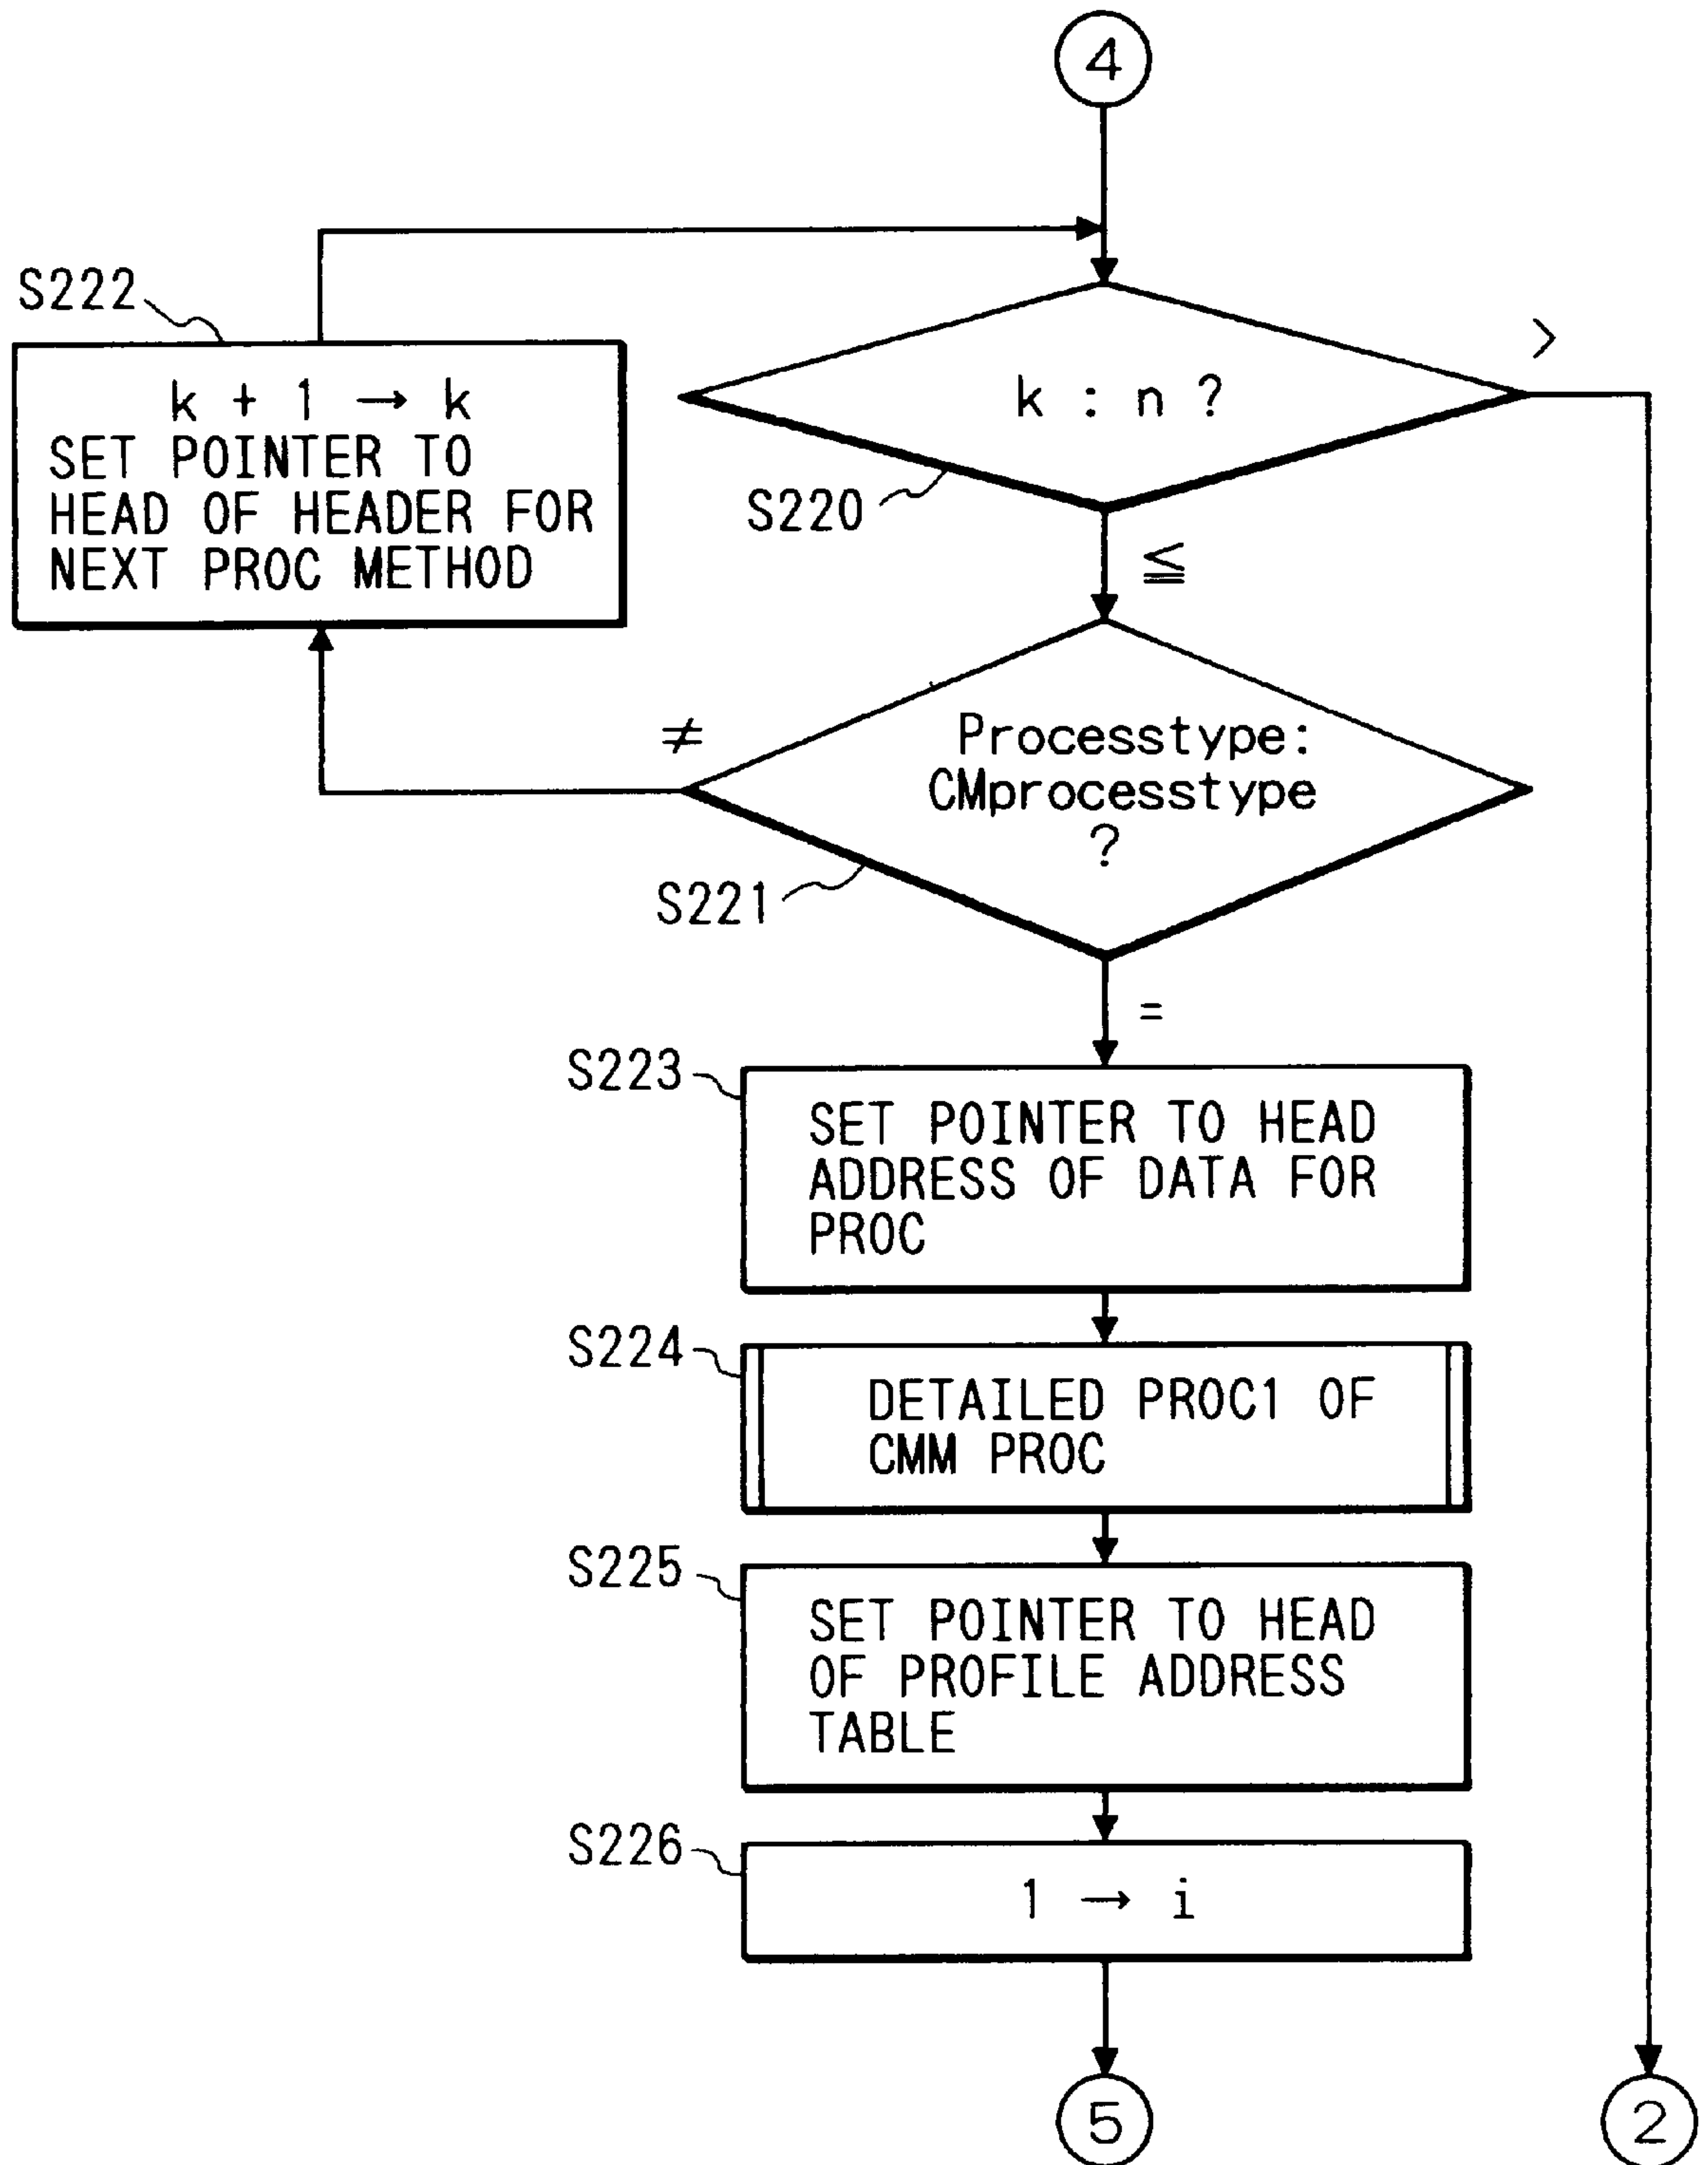 4
S222
k + 1 → k
SET POINTER TO
HEAD OF HEADER FOR
NEXT PROC METHOD
>
k : n ?
S220
≦
≠
Processtype:
CMprocesstype
?
S221
=
S223
SET POINTER TO HEAD
ADDRESS OF DATA FOR
PROC
S224
DETAILED PROC1 OF
CMM PROC
S225
SET POINTER TO HEAD
OF PROFILE ADDRESS
TABLE
S226
1 → i
5
2